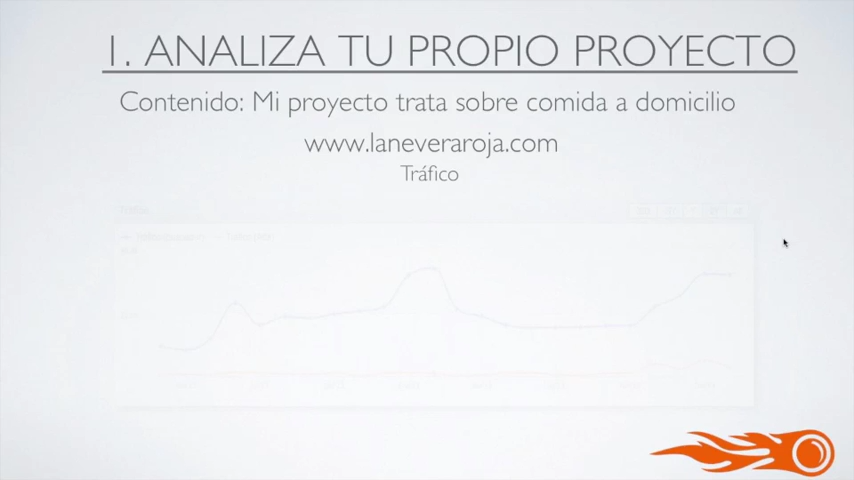 1. ANALIZA TU PROPIO PROYECTO
Contenido: Mi proyecto trata sobre comida a domicilio
www.laneveraroja.com
Tráfico